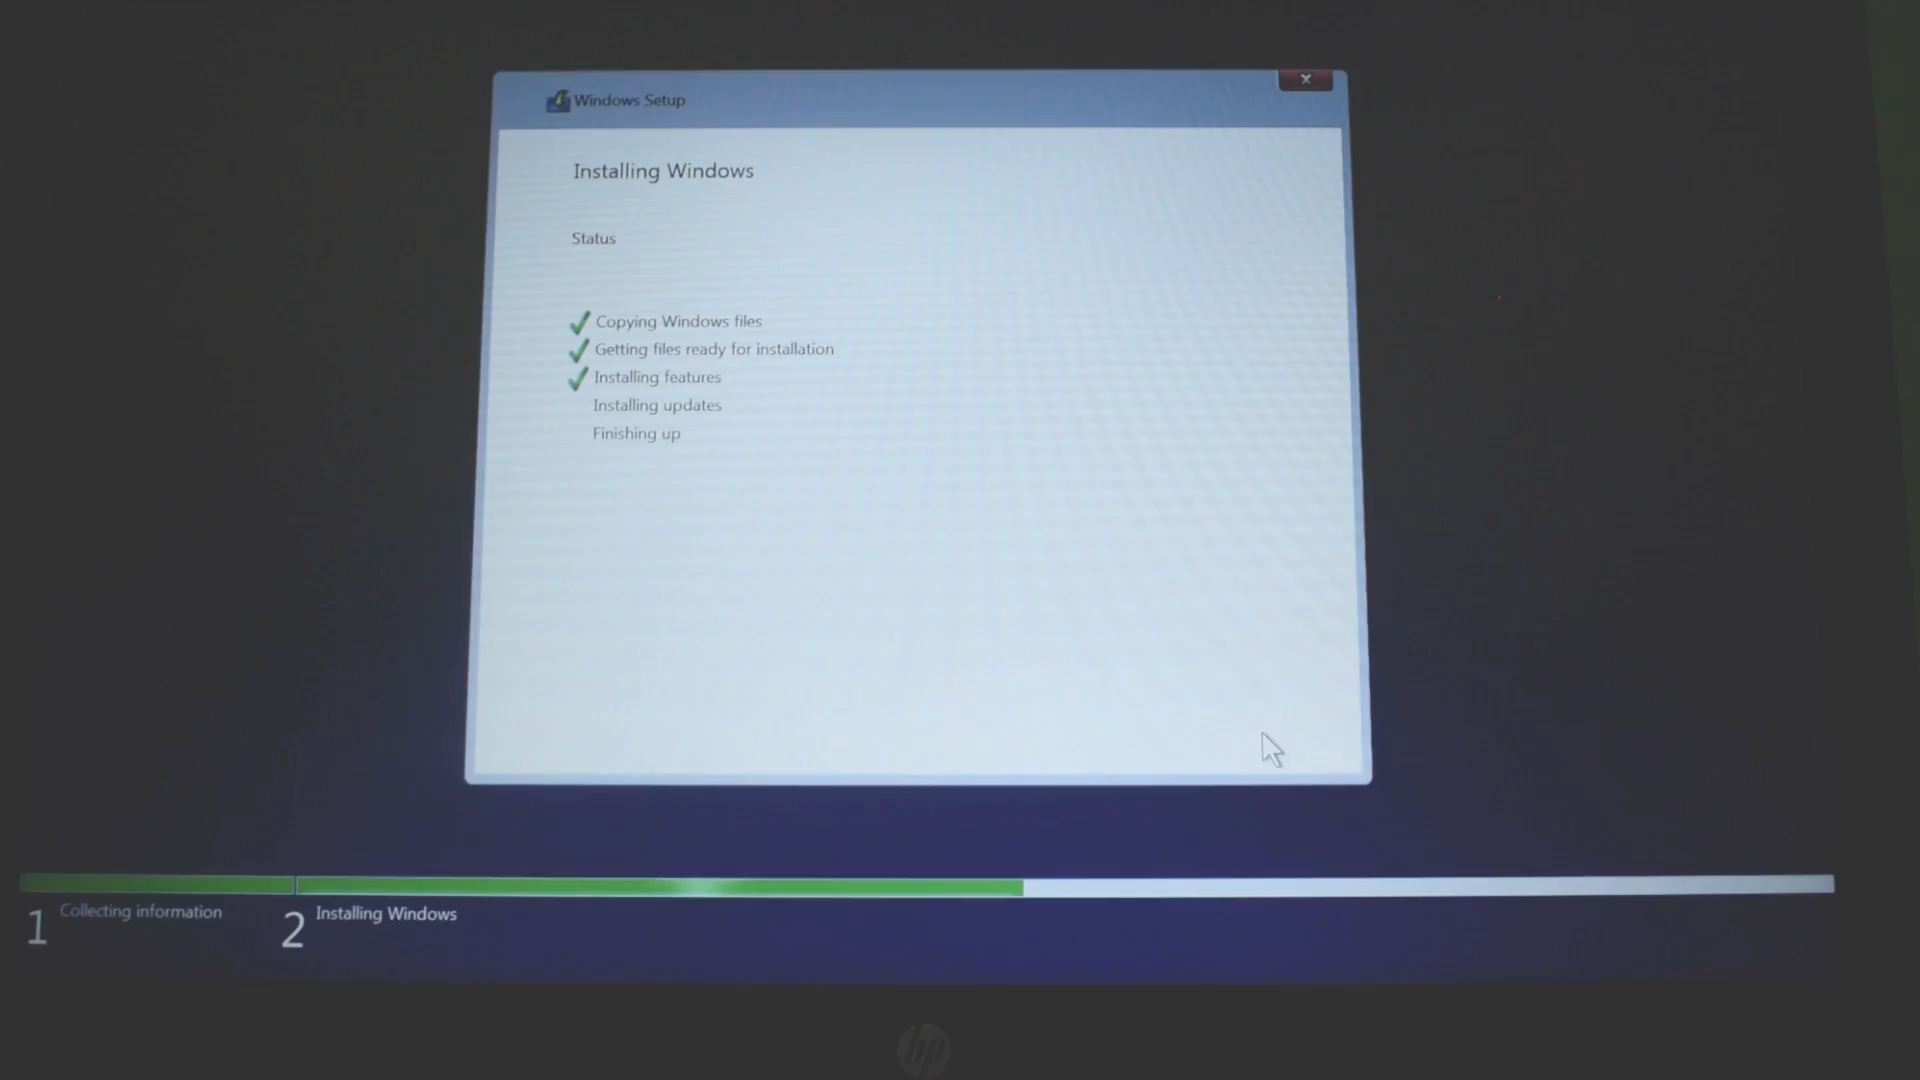 Windows Setup
Installing Windows
Status
Copying Windows files
Getting files ready for installation
Installing features
Installing updates
Finishing up
1 Collecting information
2 Installing Windows
hp